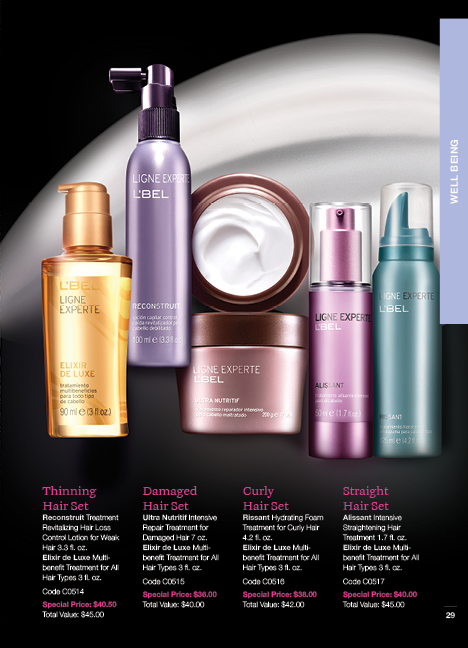 WELL BEING
LIGNE EXPERTE
L'BEL
RECONSTRUIT
100 ml e (3.3 fl.
L'BEL
LIGNE
EXPERTE
ELIXIR
DE LUXE
tratamiento
multibeneficios
para todo tipo
de cabello
90 ml e (3 fl oz.)
LIGNE EXPERTE
L'BEL
ULTRA NUTRITIF
200 g
LIGNE EXPERTE
L'BEL
ALISSANT
50 ml e (1.7 fl oz.)
LIGNE EXPERTE
L'BEL
Thinning
Hair Set
Reconstruit Treatment
Revitalizing Hair Loss
Control Lotion for Weak
Hair 3.3 fl. oz.
Elixir de Luxe Multi-
benefit Treatment for All
Hair Types 3 fl. oz.
Code C0514
Special Price: $40.50
Total Value: $45.00
Damaged
Hair Set
Ultra Nutritif Intensive
Repair Treatment for
Damaged Hair 7 oz.
Elixir de Luxe Multi-
benefit Treatment for All
Hair Types 3 fl. oz.
Code C0515
Special Price: $36.00
Total Value: $40.00
Curly
Hair Set
Rissant Hydrating Foam
Treatment for Curly Hair
4.2 fl. oz.
Elixir de Luxe Multi-
benefit Treatment for All
Hair Types 3 fl. oz.
Code C0516
Special Price: $38.00
Total Value: $42.00
Straight
Hair Set
Alissant Intensive
Straightening Hair
Treatment 1.7 fl. oz.
Elixir de Luxe Multi-
benefit Treatment for All
Hair Types 3 fl. oz.
Code C0517
Special Price: $40.00
Total Value: $45.00
29